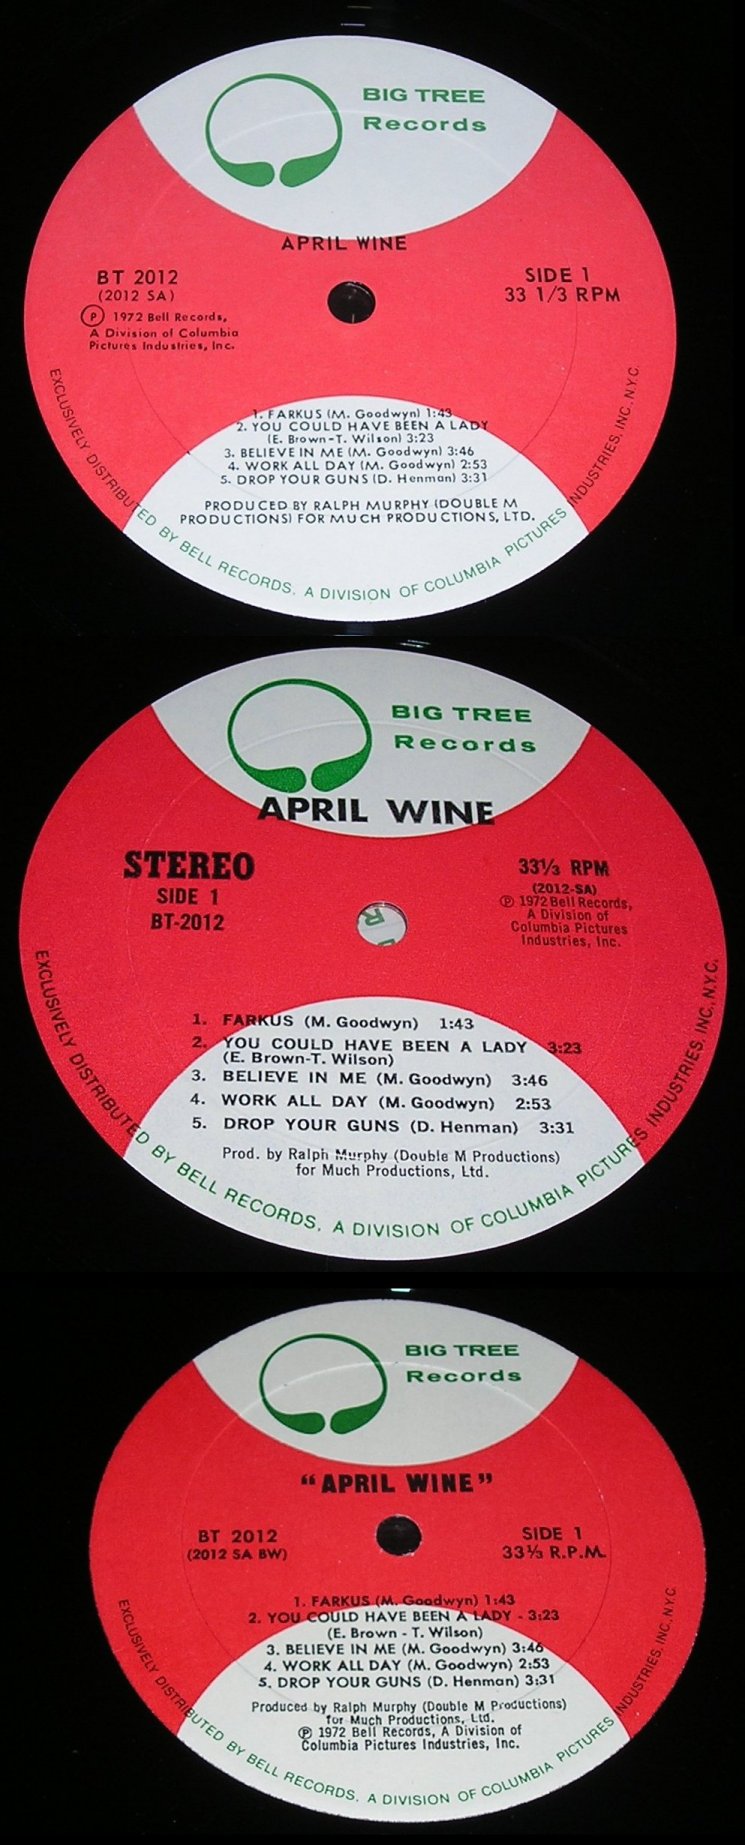 BIG TREE
Records
APRIL WINE
BT 2012
(2012 SA)
Ⓟ 1972 Bell Records,
A Division of Columbia
Pictures Industries, Inc.
SIDE 1
33 1/3 RPM
1. FARKUS (M. Goodwyn) 1:43
2. YOU COULD HAVE BEEN A LADY
(E. Brown-T. Wilson) 3:23
3. BELIEVE IN ME (M. Goodwyn) 3:46
4. WORK ALL DAY (M. Goodwyn) 2:53
5. DROP YOUR GUNS (D. Henman) 3:31
PRODUCED BY RALPH MURPHY (DOUBLE M
PRODUCTIONS) FOR MUCH PRODUCTIONS, LTD.
EXCLUSIVELY DISTRIBUTED BY BELL RECORDS, A DIVISION OF COLUMBIA PICTURES INDUSTRIES, INC. N.Y.C.
BIG TREE
Records
APRIL WINE
STEREO
SIDE 1
BT-2012
33⅓ RPM
(2012-SA)
Ⓟ 1972 Bell Records,
A Division of
Columbia Pictures
Industries, Inc.
R
1. FARKUS (M. Goodwyn) 1:43
2. YOU COULD HAVE BEEN A LADY 3:23
(E. Brown-T. Wilson)
3. BELIEVE IN ME (M. Goodwyn) 3:46
4. WORK ALL DAY (M. Goodwyn) 2:53
5. DROP YOUR GUNS (D. Henman) 3:31
Prod. by Ralph Murphy (Double M Productions)
for Much Productions, Ltd.
EXCLUSIVELY DISTRIBUTED BY BELL RECORDS, A DIVISION OF COLUMBIA PICTURES INDUSTRIES, INC, N.Y.C.
BIG TREE
Records
"APRIL WINE"
BT 2012
(2012 SA BW)
SIDE 1
33⅓ R.P.M.
1. FARKUS (M. Goodwyn) 1:43
2. YOU COULD HAVE BEEN A LADY - 3:23
(E. Brown - T. Wilson)
3. BELIEVE IN ME (M. Goodwyn) 3:46
4. WORK ALL DAY (M. Goodwyn) 2:53
5. DROP YOUR GUNS (D. Henman) 3:31
Produced by Ralph Murphy (Double M Productions)
for Much Productions, Ltd.
Ⓟ 1972 Bell Records, A Division of
Columbia Pictures Industries, Inc.
EXCLUSIVELY DISTRIBUTED BY BELL RECORDS, A DIVISION OF COLUMBIA PICTURES INDUSTRIES, INC., N.Y.C.